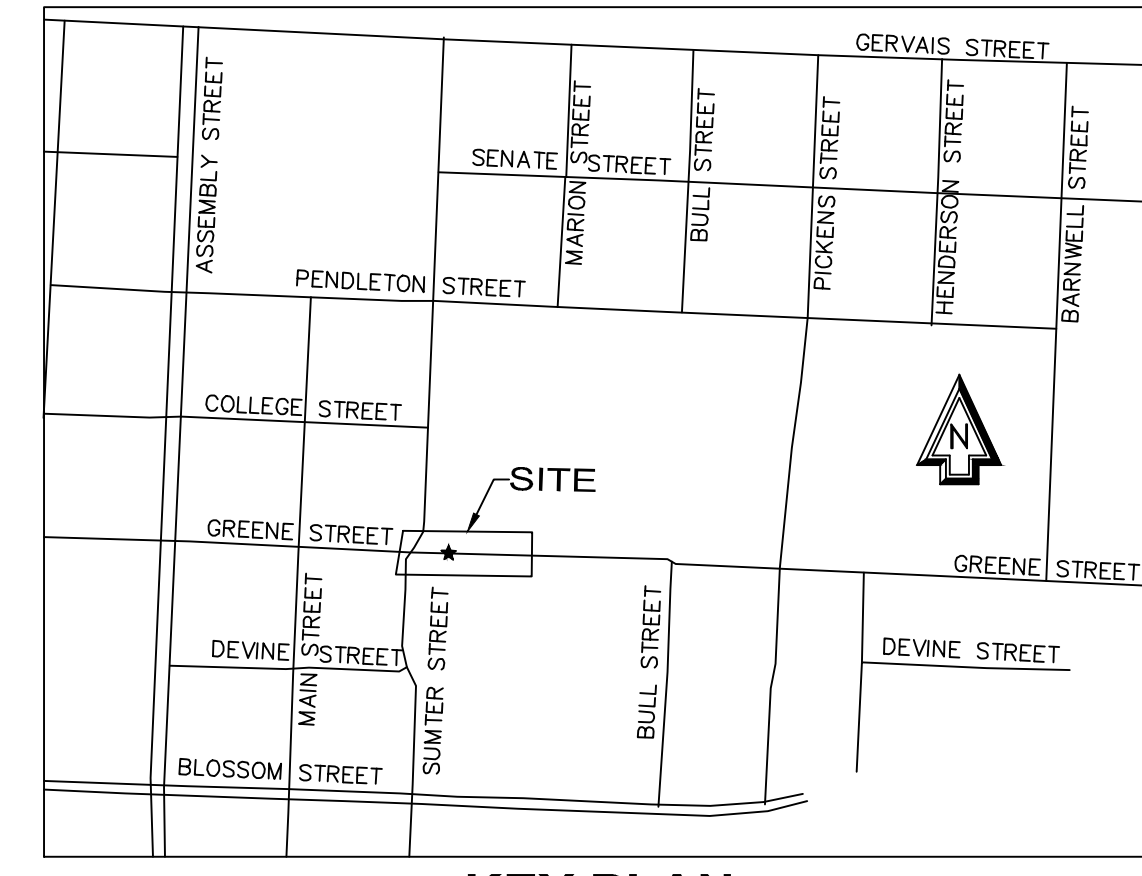 GERVAIS STREET
ASSEMBLY STREET
SENATE STREET
MARION STREET
BULL STREET
PICKENS STREET
HENDERSON STREET
BARNWELL STREET
PENDLETON STREET
COLLEGE STREET
N
SITE
GREENE STREET
GREENE STREET
MAIN STREET
DEVINE STREET
SUMTER STREET
BULL STREET
DEVINE STREET
BLOSSOM STREET